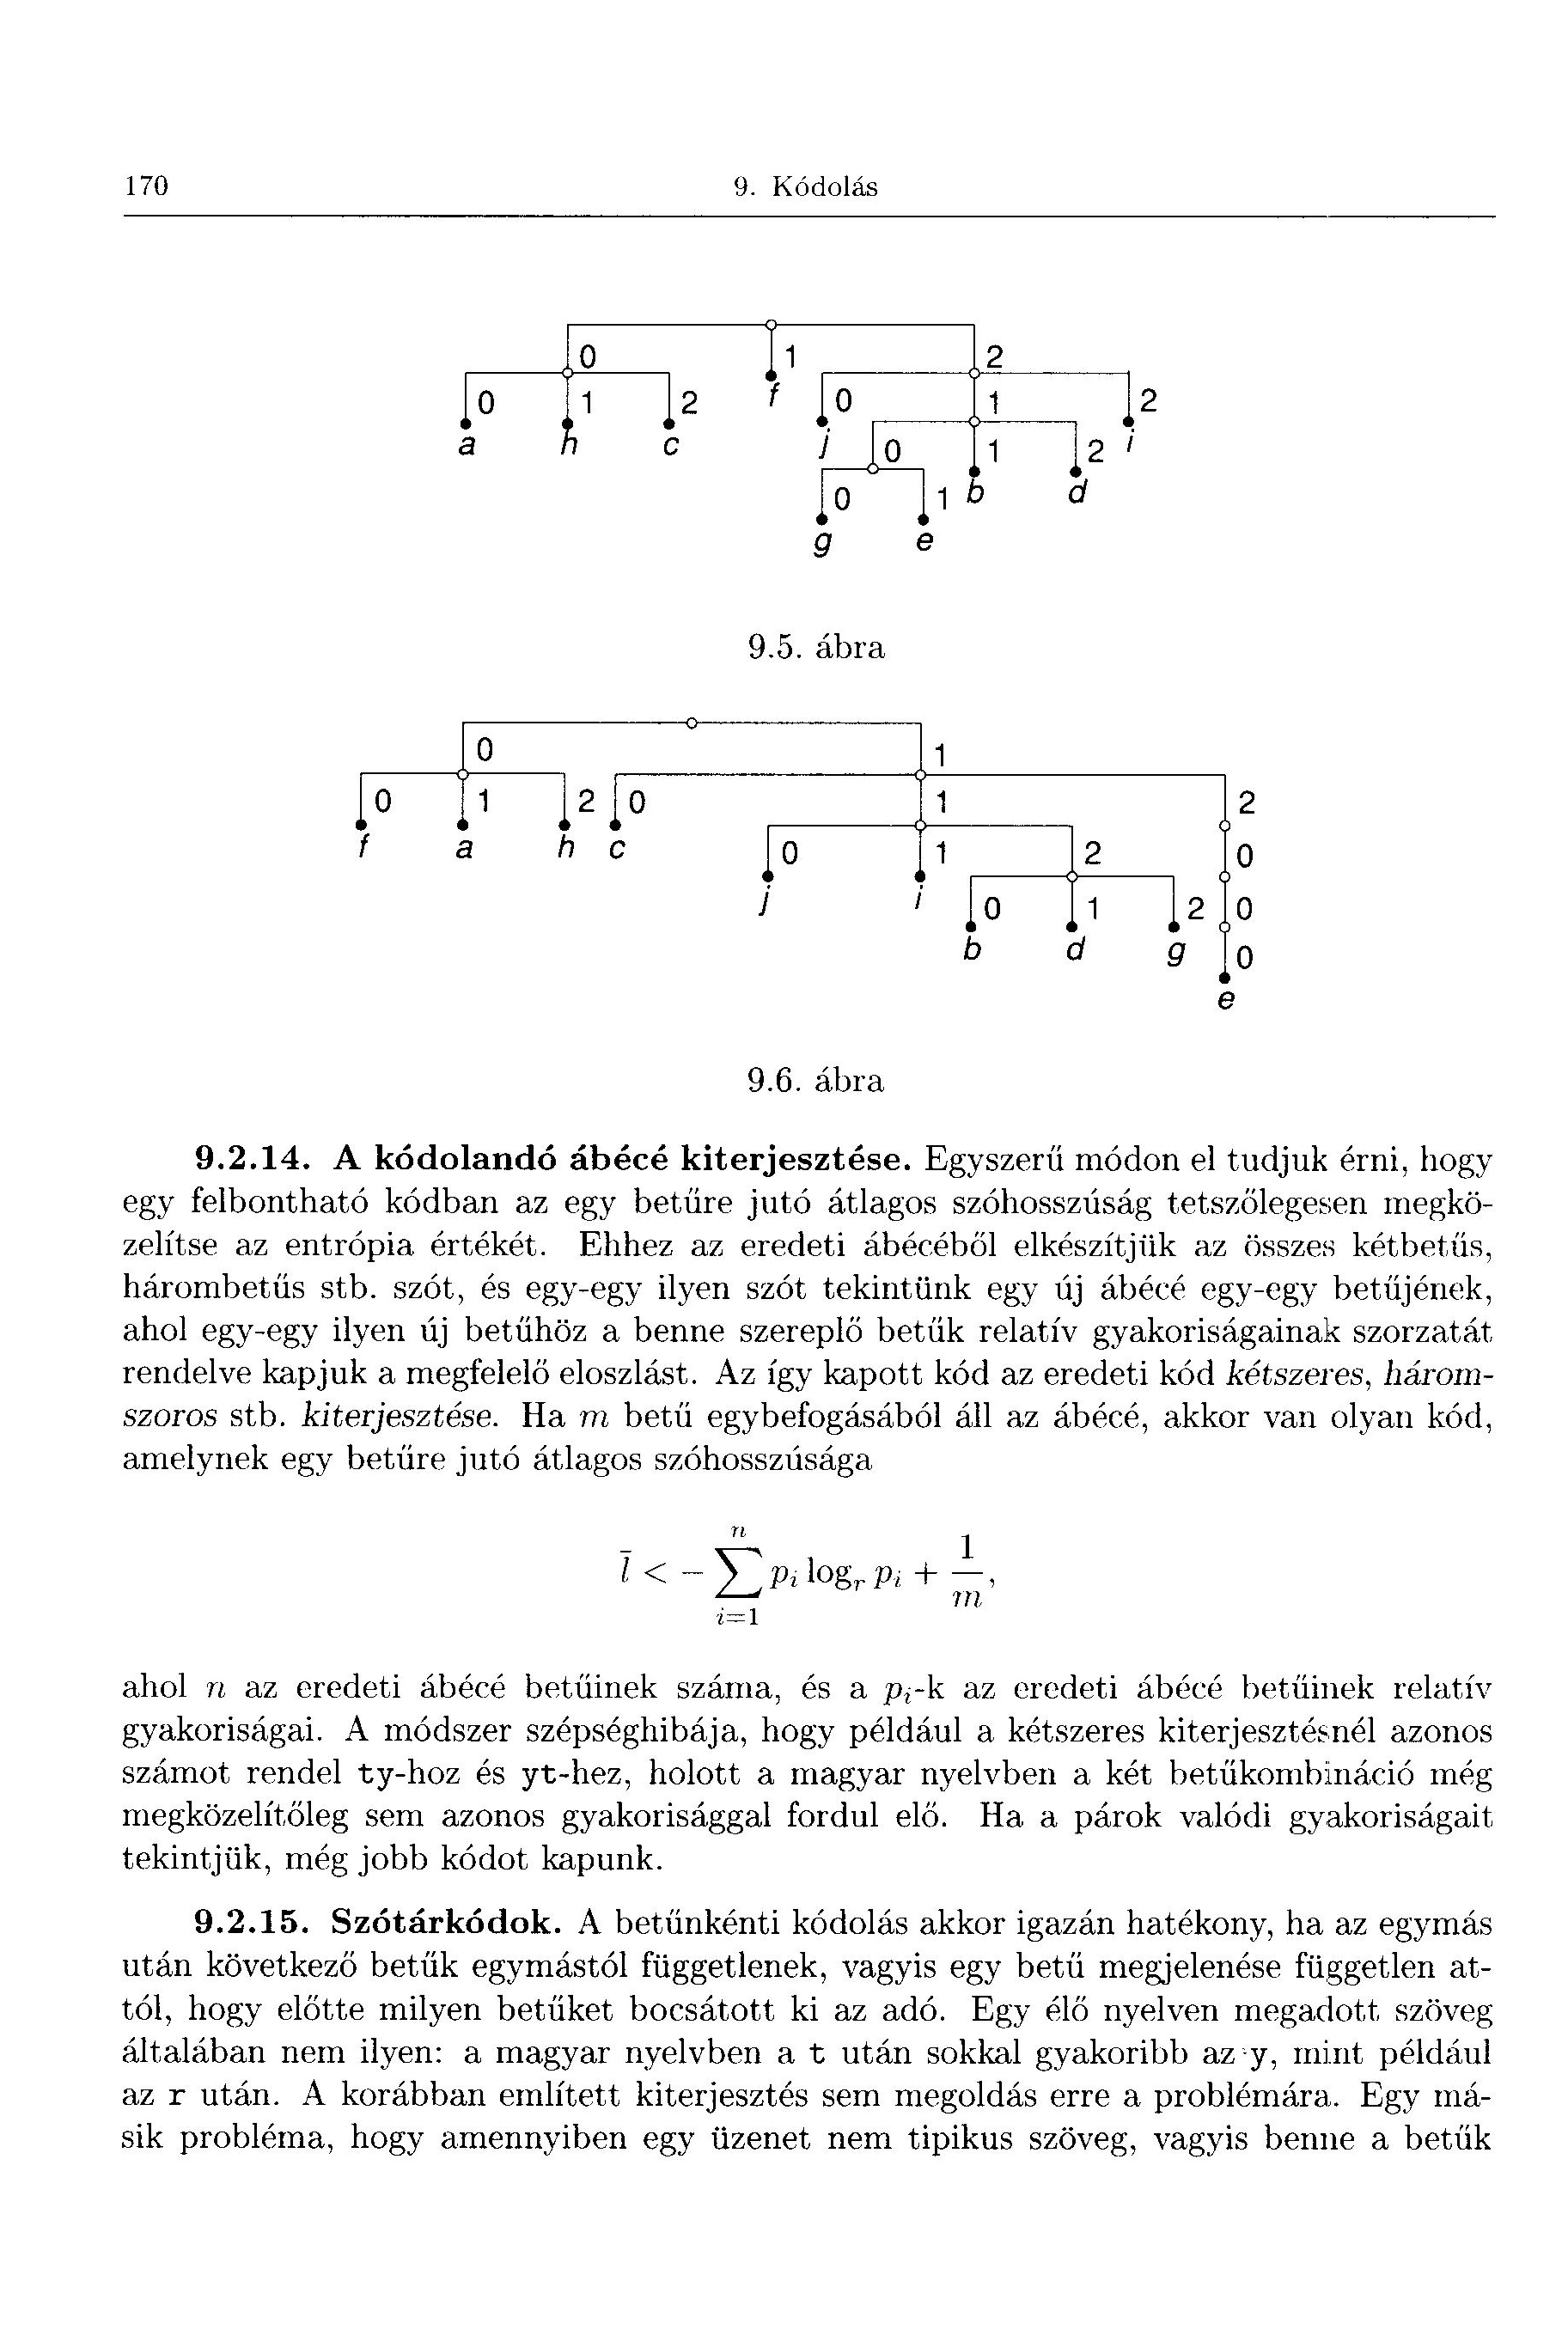 170
9. Kódolás
0 1 2
0 1 2 f 0 1 2
a h c j 0 1 2 i
0 1 b d
g e
9.5. ábra
0 1
0 1 2 0 1 2
f a h c 0 1 2 0
j i 0 1 2 0
b d g 0
e
9.6. ábra
9.2.14. A kódolandó ábécé kiterjesztése. Egyszerű módon el tudjuk érni, hogy
egy felbontható kódban az egy betűre jutó átlagos szóhosszúság tetszőlegesen megkö-
zelítse az entrópia értékét. Ehhez az eredeti ábécéből elkészítjük az összes kétbetűs,
hárombetűs stb. szót, és egy-egy ilyen szót tekintünk egy új ábécé egy-egy betűjének,
ahol egy-egy ilyen új betűhöz a benne szereplő betűk relatív gyakoriságainak szorzatát
rendelve kapjuk a megfelelő eloszlást. Az így kapott kód az eredeti kód kétszeres, három-
szoros stb. kiterjesztése. Ha m betű egybefogásából áll az ábécé, akkor van olyan kód,
amelynek egy betűre jutó átlagos szóhosszúsága
l̄ < − ∑_{i=1}^{n} p_i log_r p_i + 1/m,
ahol n az eredeti ábécé betűinek száma, és a p_i-k az eredeti ábécé betűinek relatív
gyakoriságai. A módszer szépséghibája, hogy például a kétszeres kiterjesztésnél azonos
számot rendel ty-hoz és yt-hez, holott a magyar nyelvben a két betűkombináció még
megközelítőleg sem azonos gyakorisággal fordul elő. Ha a párok valódi gyakoriságait
tekintjük, még jobb kódot kapunk.
9.2.15. Szótárkódok. A betűnkénti kódolás akkor igazán hatékony, ha az egymás
után következő betűk egymástól függetlenek, vagyis egy betű megjelenése független at-
tól, hogy előtte milyen betűket bocsátott ki az adó. Egy élő nyelven megadott szöveg
általában nem ilyen: a magyar nyelvben a t után sokkal gyakoribb az y, mint például
az r után. A korábban említett kiterjesztés sem megoldás erre a problémára. Egy má-
sik probléma, hogy amennyiben egy üzenet nem tipikus szöveg, vagyis benne a betűk